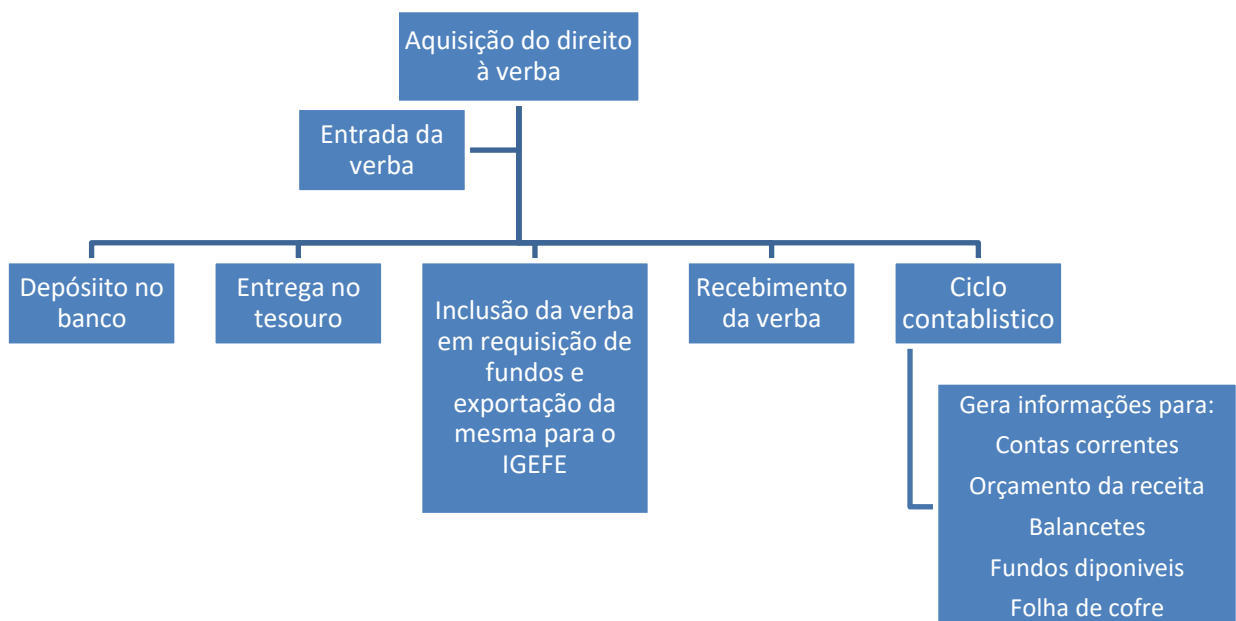 Aquisição do direito
à verba
Entrada da
verba
Depósiito no
banco
Entrega no
tesouro
Inclusão da verba
em requisição de
fundos e
exportação da
mesma para o
IGEFE
Recebimento
da verba
Ciclo
contablistico
Gera informações para:
Contas correntes
Orçamento da receita
Balancetes
Fundos diponiveis
Folha de cofre